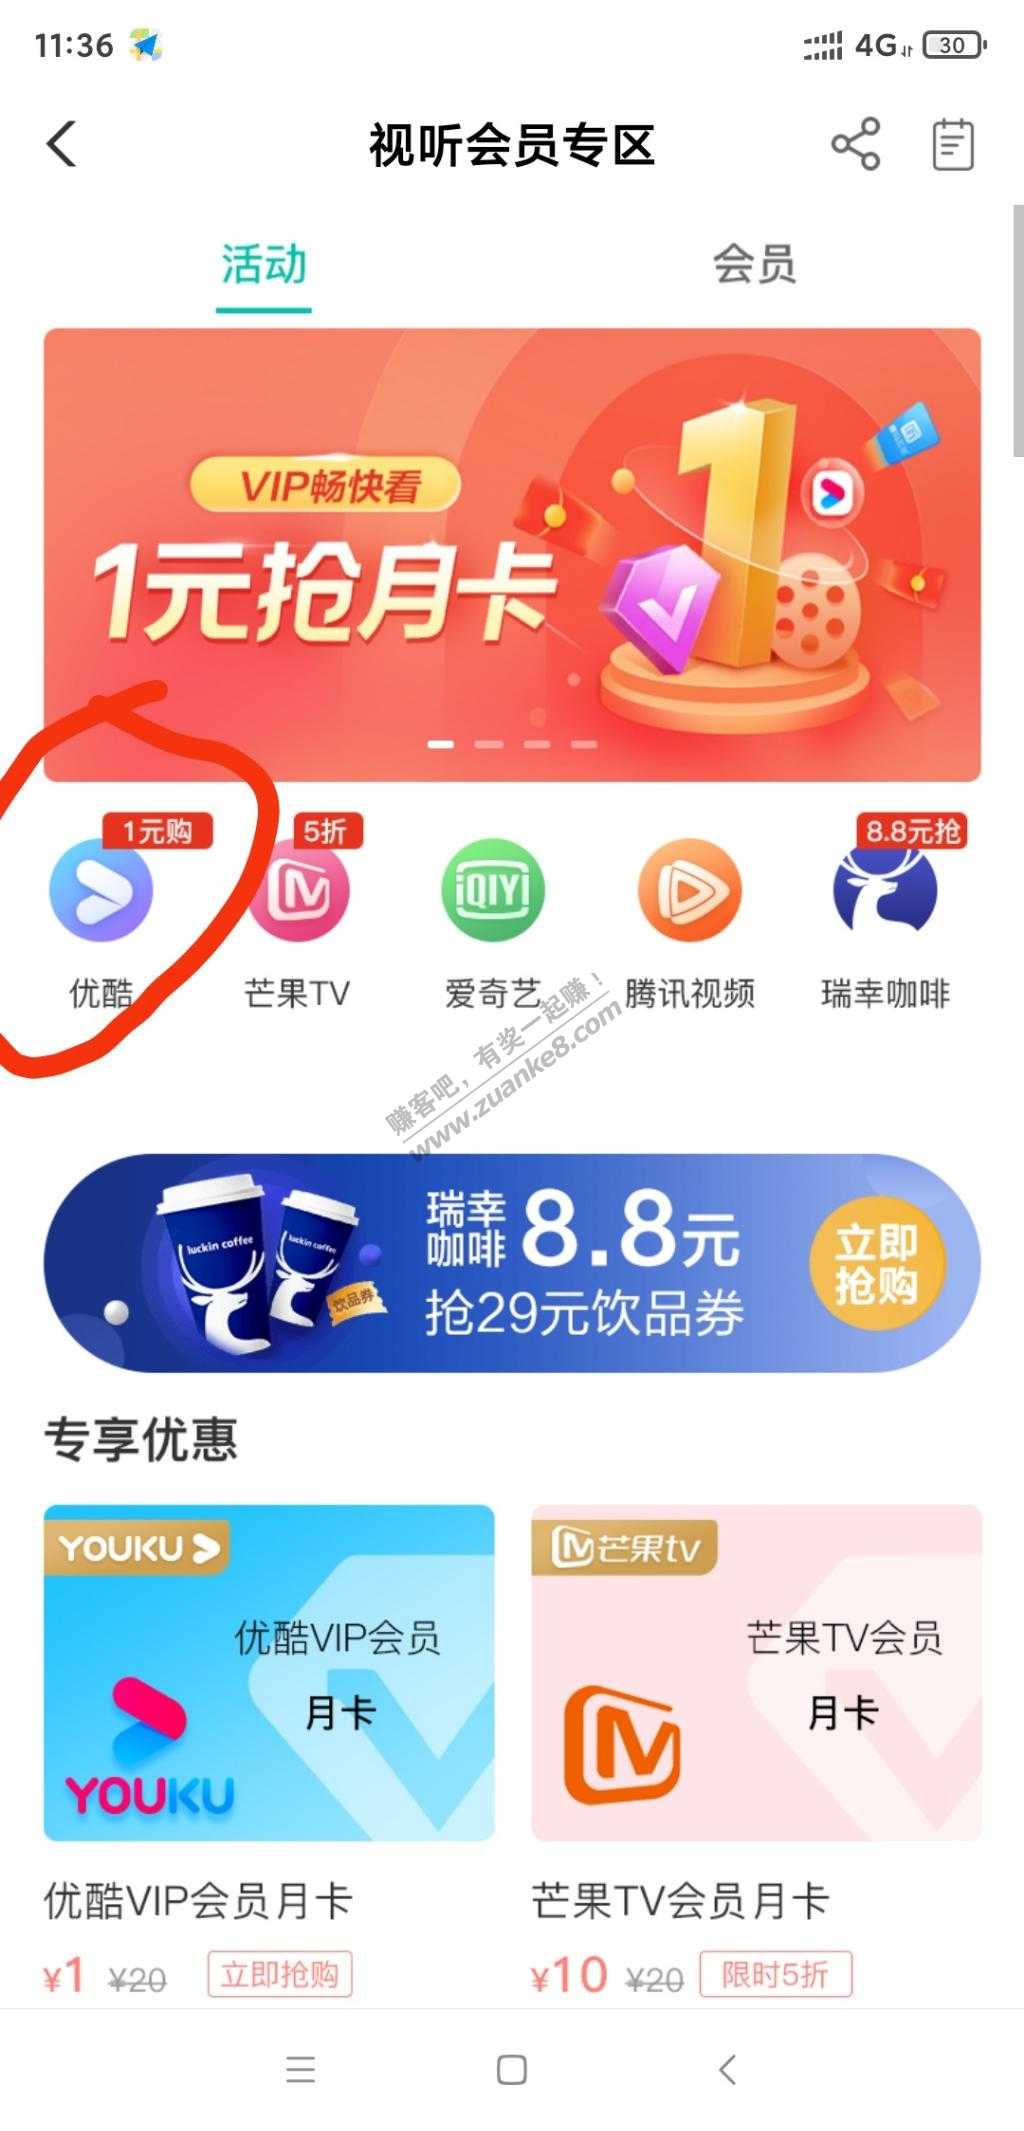 11:36
4G 30
视听会员专区
活动 会员
VIP畅快看
1元抢月卡
1元购 5折 8.8元抢
iQIYI
优酷 芒果TV 爱奇艺 腾讯视频 瑞幸咖啡
赚客吧，有奖一起赚！
www.zuanke8.com
luckin coffee luckin coffee
饮品券
瑞幸咖啡 8.8元
抢29元饮品券
立即抢购
专享优惠
YOUKU 芒果tv
优酷VIP会员 芒果TV会员
月卡 月卡
YOUKU
优酷VIP会员月卡 芒果TV会员月卡
¥1 ¥20 立即抢购 ¥10 ¥20 限时5折